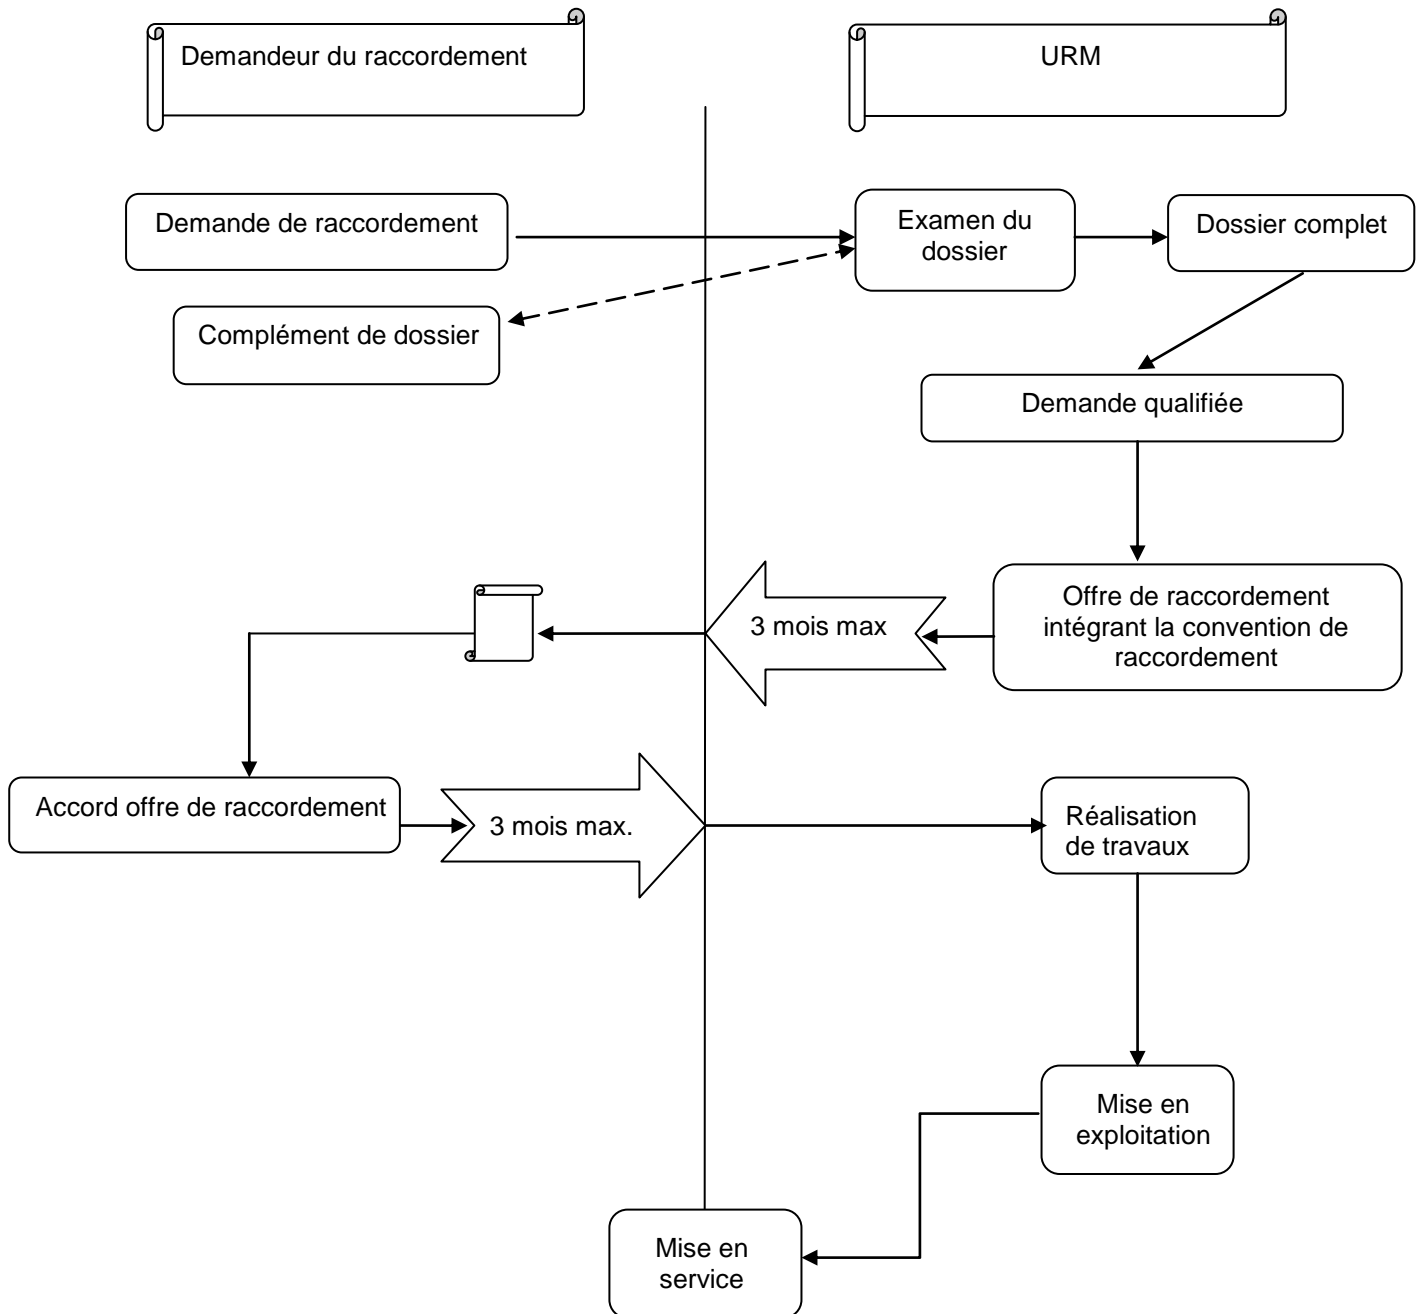 Demandeur du raccordement
URM
Demande de raccordement
Examen du
dossier
Dossier complet
Complément de dossier
Demande qualifiée
3 mois max
Offre de raccordement
intégrant la convention de
raccordement
Accord offre de raccordement
3 mois max.
Réalisation
de travaux
Mise en
exploitation
Mise en
service